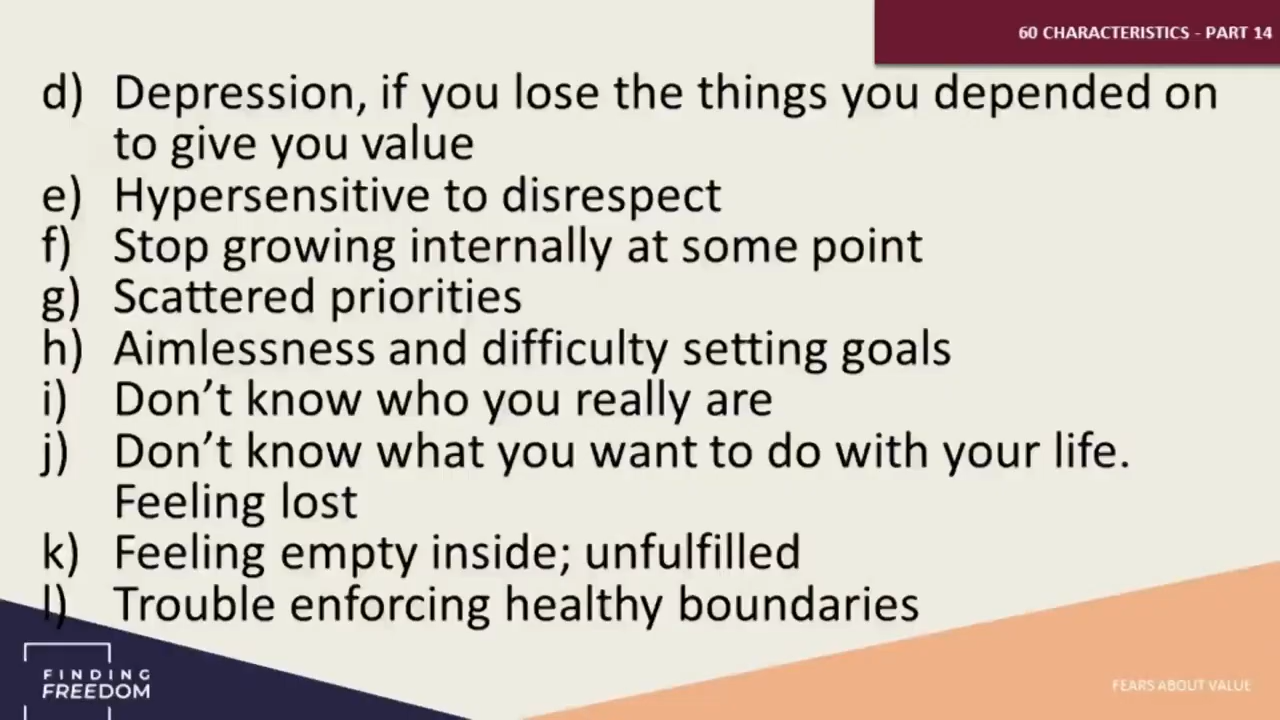 60 CHARACTERISTICS - PART 14
d) Depression, if you lose the things you depended on
to give you value
e) Hypersensitive to disrespect
f) Stop growing internally at some point
g) Scattered priorities
h) Aimlessness and difficulty setting goals
i) Don’t know who you really are
j) Don’t know what you want to do with your life.
Feeling lost
k) Feeling empty inside; unfulfilled
l) Trouble enforcing healthy boundaries
FINDING
FREEDOM
FEARS ABOUT VALUE